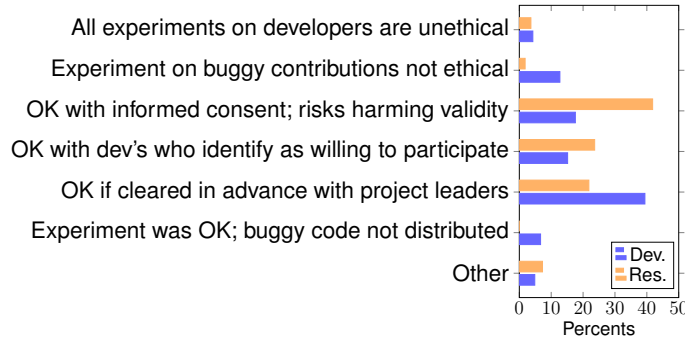 All experiments on developers are unethical
Experiment on buggy contributions not ethical
OK with informed consent; risks harming validity
OK with dev's who identify as willing to participate
OK if cleared in advance with project leaders
Experiment was OK; buggy code not distributed
Other
Dev.
Res.
0 10 20 30 40 50
Percents